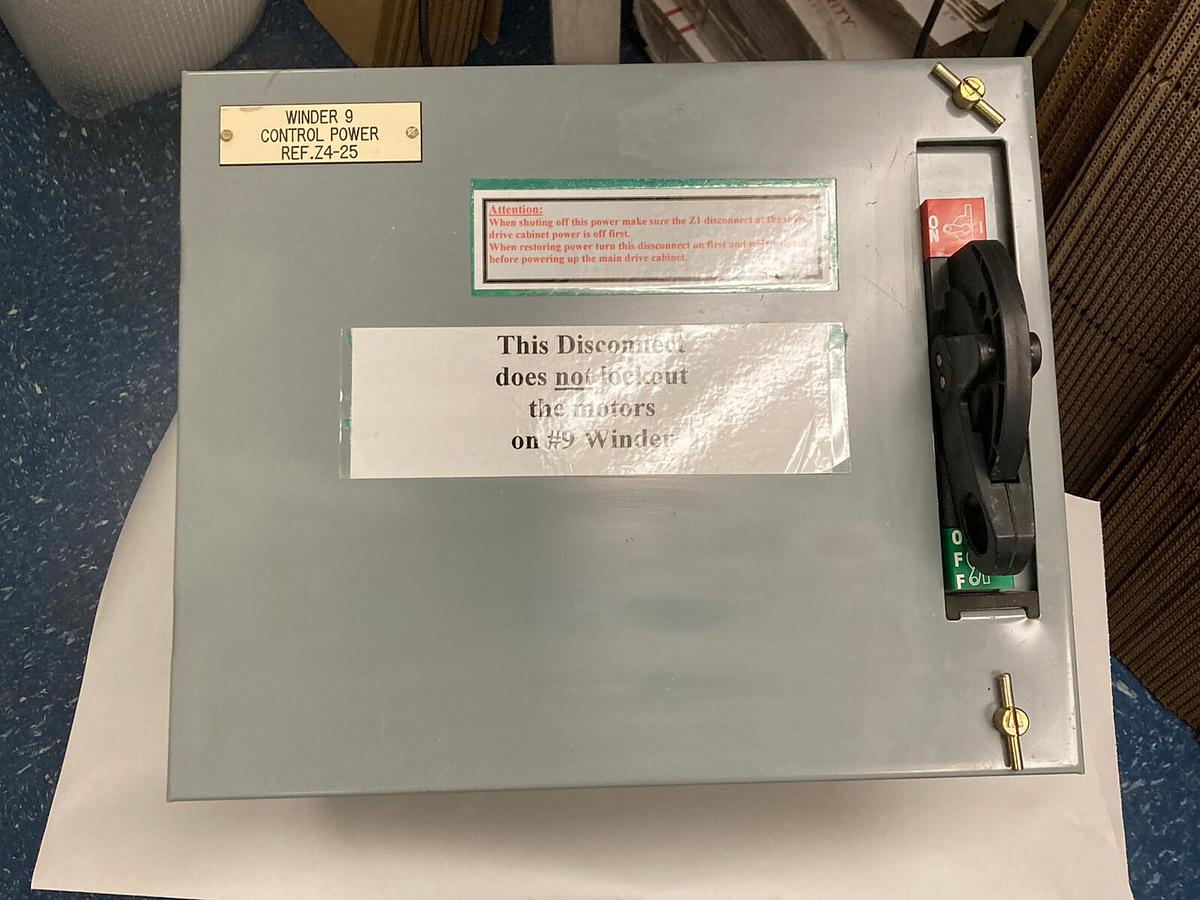 WINDER 9
CONTROL POWER
REF.Z4-25
Attention:
When shuting off this power make sure the Z1 disconnect at the main
drive cabinet power is off first.
When restoring power turn this dissconnect on first and
before powering up the main drive cabinet.
This Disconnect
does not lockout
the motors
on #9 Winder
ON
OFF
RITY